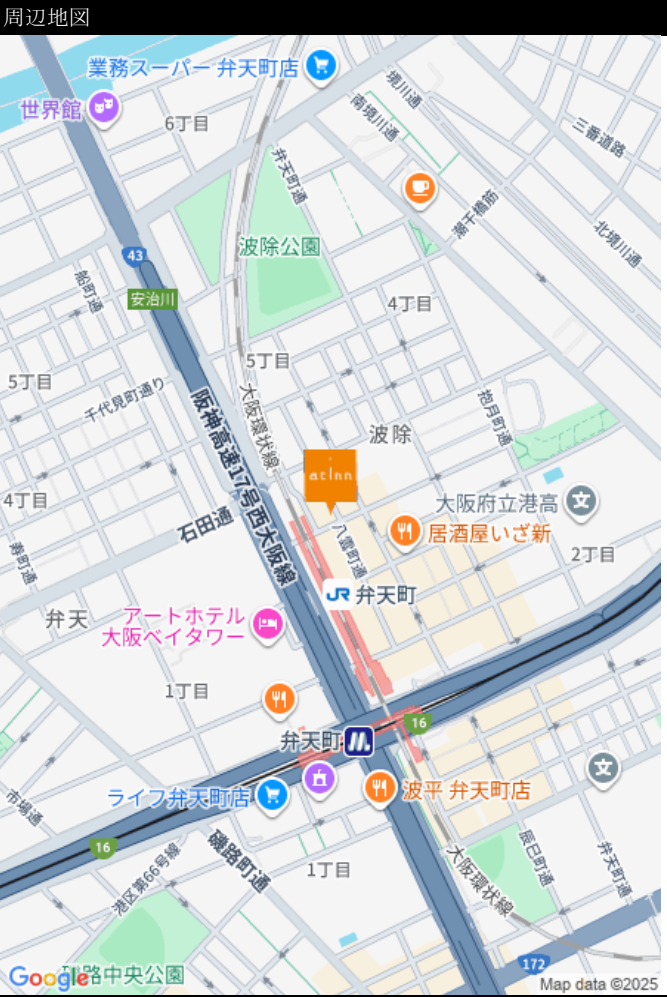 周辺地図
業務スーパー 弁天町店
世界館
6丁目
境川通
南境川通
三番道路
弁天町通
波除公園
43
安治川
船町通
北境川通
4丁目
5丁目
5丁目
千代見町通り
大阪環状線
抱月町通
波除
阪神高速17号西大阪線
at Inn
4丁目
石田通
大阪府立港高
居酒屋いざ新
八雲町通
2丁目
寿町通
JR 弁天町
弁天
アートホテル
大阪ベイタワー
1丁目
弁天町
16
ライフ弁天町店
波平 弁天町店
市場通
16
磯路町通
港区第66号線
1丁目
大阪環状線
辰巳町通
弁天町通
172
Google
磯路中央公園
Map data ©2025